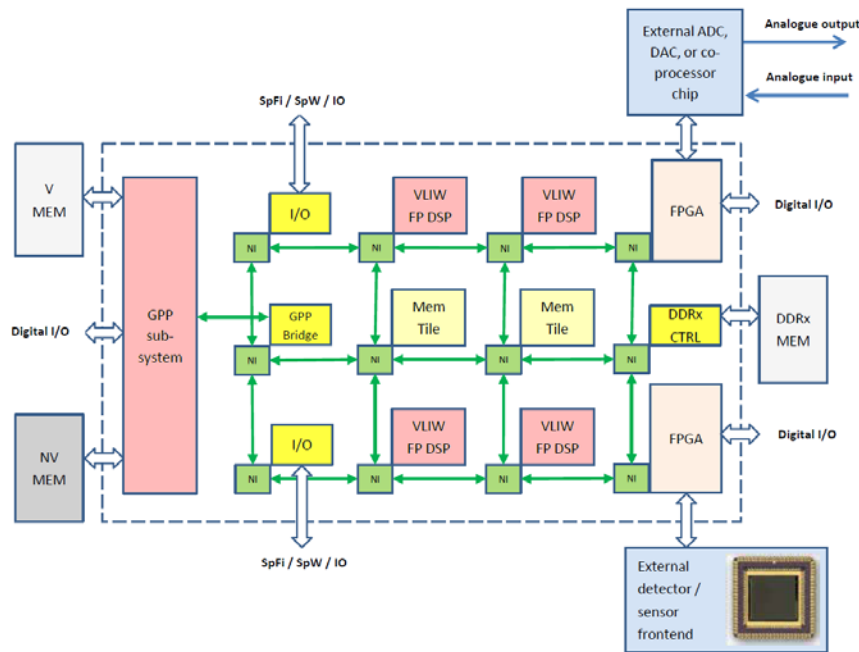 External ADC,
DAC, or co-
processor
chip
Analogue output
Analogue input
SpFi / SpW / IO
V
MEM
I/O
VLIW
FP DSP
VLIW
FP DSP
FPGA
Digital I/O
NI
NI
NI
NI
GPP
sub-
system
Digital I/O
GPP
Bridge
Mem
Tile
Mem
Tile
DDRx
CTRL
DDRx
MEM
NI
NI
NI
NI
NV
MEM
I/O
VLIW
FP DSP
VLIW
FP DSP
FPGA
Digital I/O
NI
NI
NI
NI
SpFi / SpW / IO
External
detector /
sensor
frontend